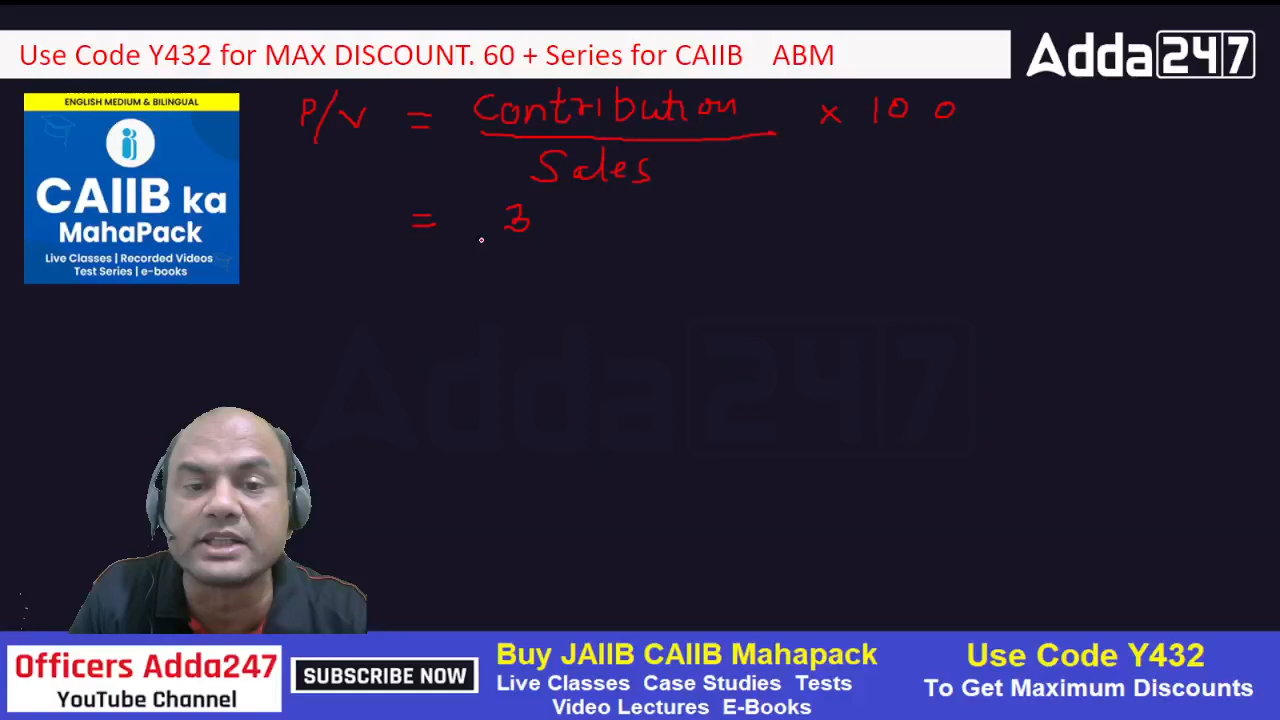 Use Code Y432 for MAX DISCOUNT. 60 + Series for CAIIB ABM
Adda247
ENGLISH MEDIUM & BILINGUAL
CAIIB ka
MahaPack
Live Classes | Recorded Videos
Test Series | e-books
P/V = Contribution / Sales × 100
= 3
Adda247
Officers Adda247
YouTube Channel
SUBSCRIBE NOW
Buy JAIIB CAIIB Mahapack
Live Classes Case Studies Tests
Video Lectures E-Books
Use Code Y432
To Get Maximum Discounts